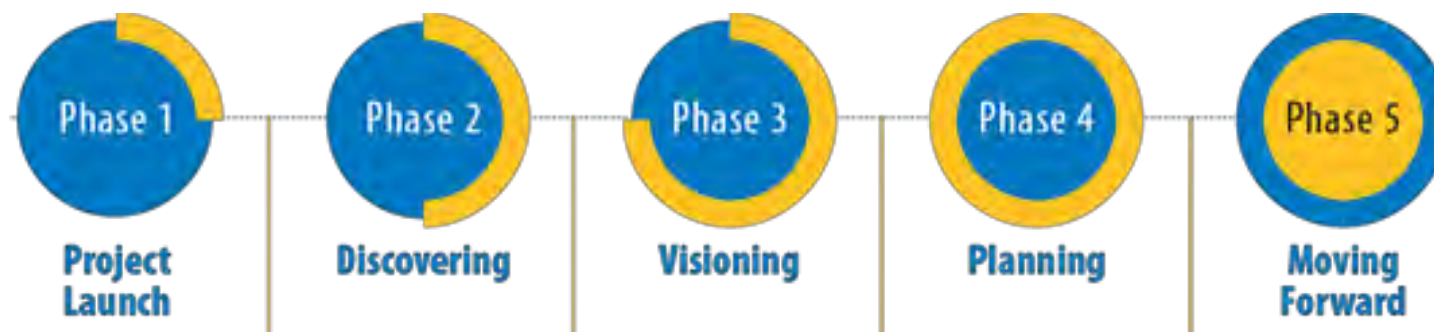 Phase 1
Phase 2
Phase 3
Phase 4
Phase 5
Project
Launch
Discovering
Visioning
Planning
Moving
Forward